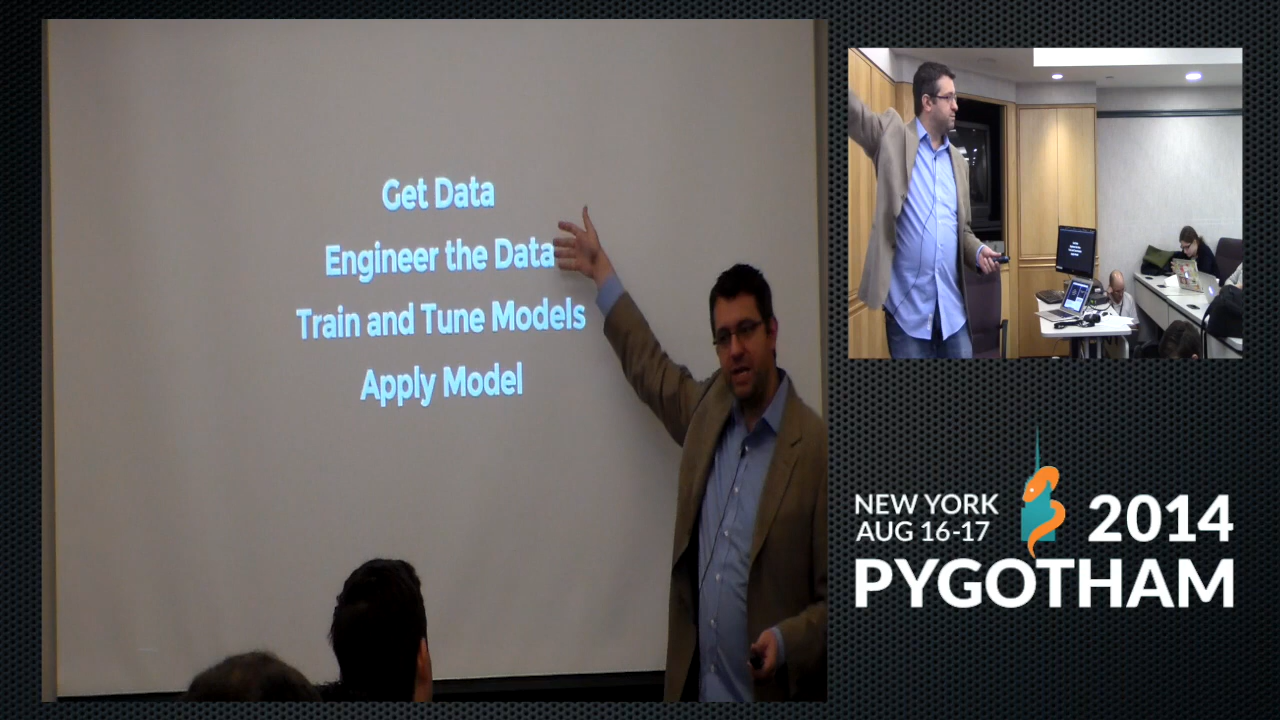 Get Data
Engineer the Data
Train and Tune Models
Apply Model
NEW YORK
AUG 16-17
2014
PYGOTHAM